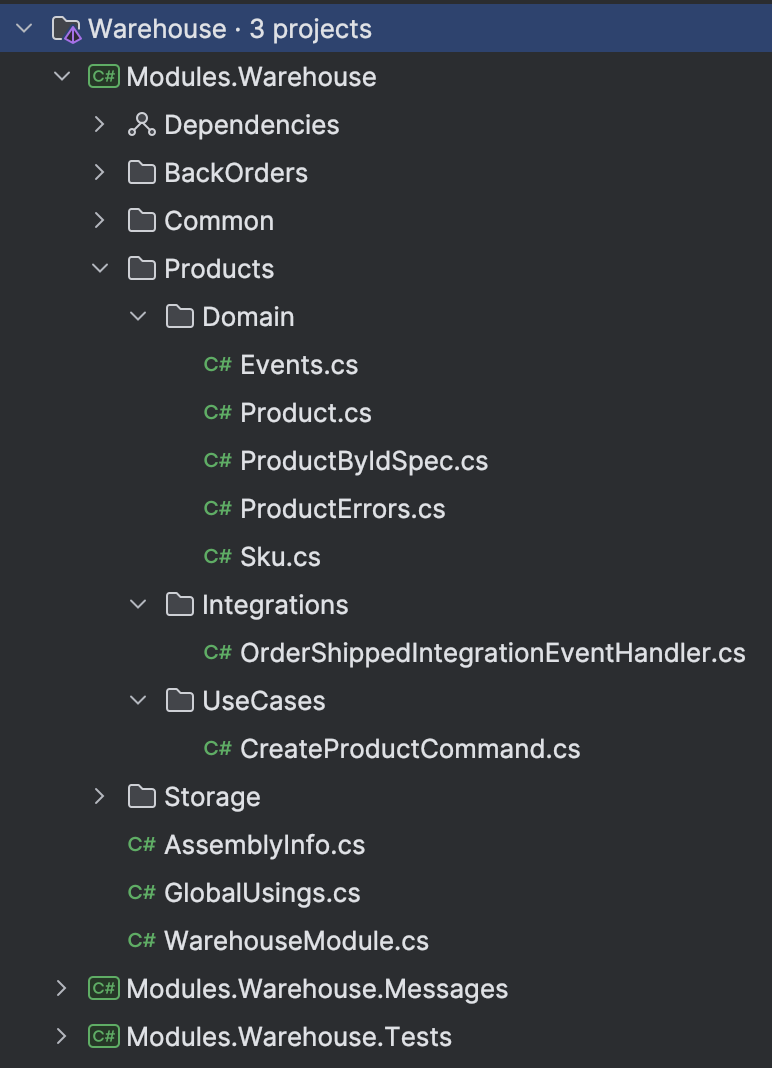 Warehouse · 3 projects
C# Modules.Warehouse
Dependencies
BackOrders
Common
Products
Domain
C# Events.cs
C# Product.cs
C# ProductByIdSpec.cs
C# ProductErrors.cs
C# Sku.cs
Integrations
C# OrderShippedIntegrationEventHandler.cs
UseCases
C# CreateProductCommand.cs
Storage
C# AssemblyInfo.cs
C# GlobalUsings.cs
C# WarehouseModule.cs
C# Modules.Warehouse.Messages
C# Modules.Warehouse.Tests